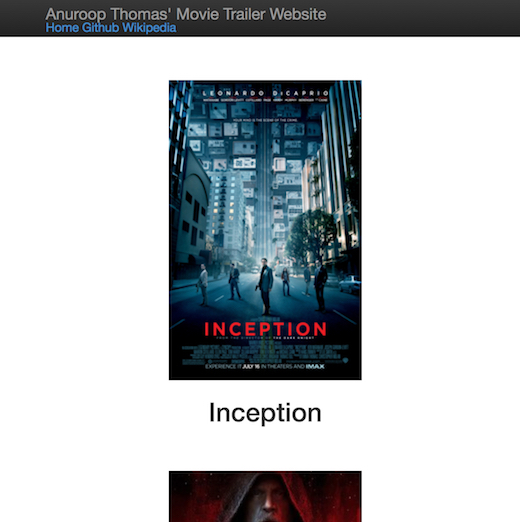 Anuroop Thomas' Movie Trailer Website
Home Github Wikipedia
LEONARDO DiCAPRIO
YOUR MIND IS THE SCENE OF THE CRIME.
INCEPTION
FROM THE DIRECTOR OF THE DARK KNIGHT
EXPERIENCE IT JULY 16 IN THEATERS AND IMAX
Inception